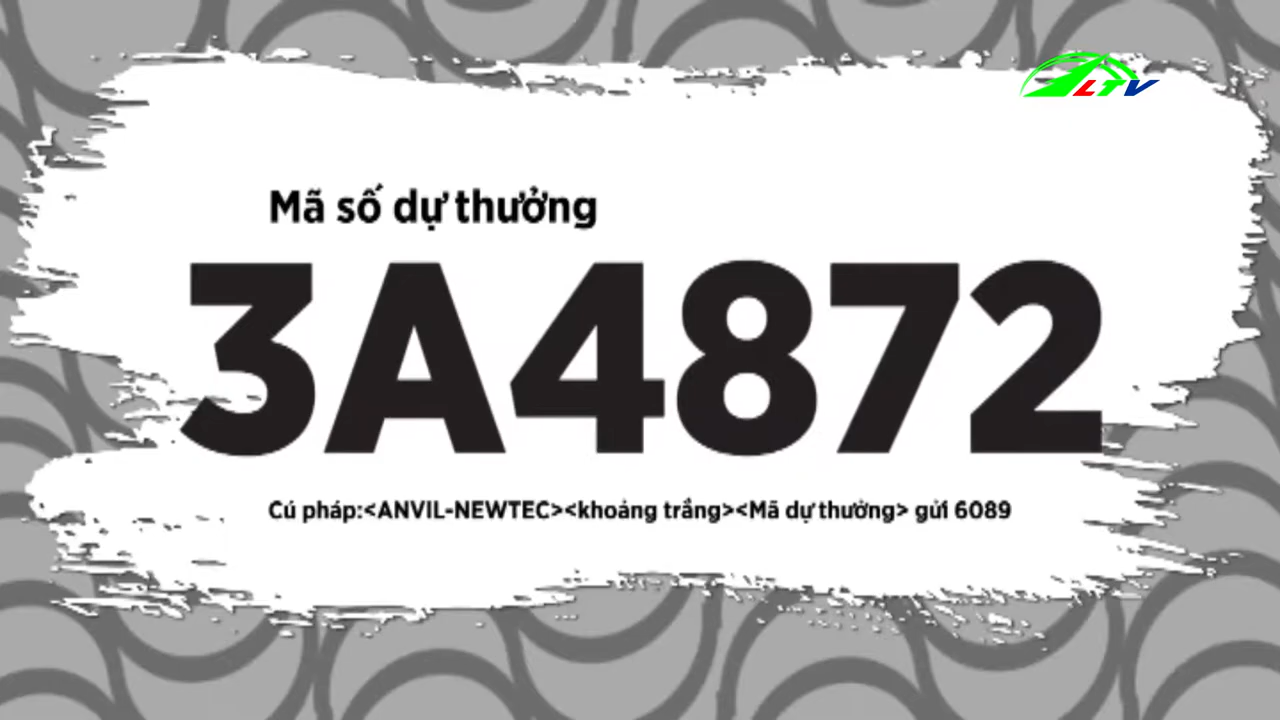 LTV
Mã số dự thưởng
3A4872
Cú pháp:<ANVIL-NEWTEC><khoảng trắng><Mã dự thưởng> gửi 6089